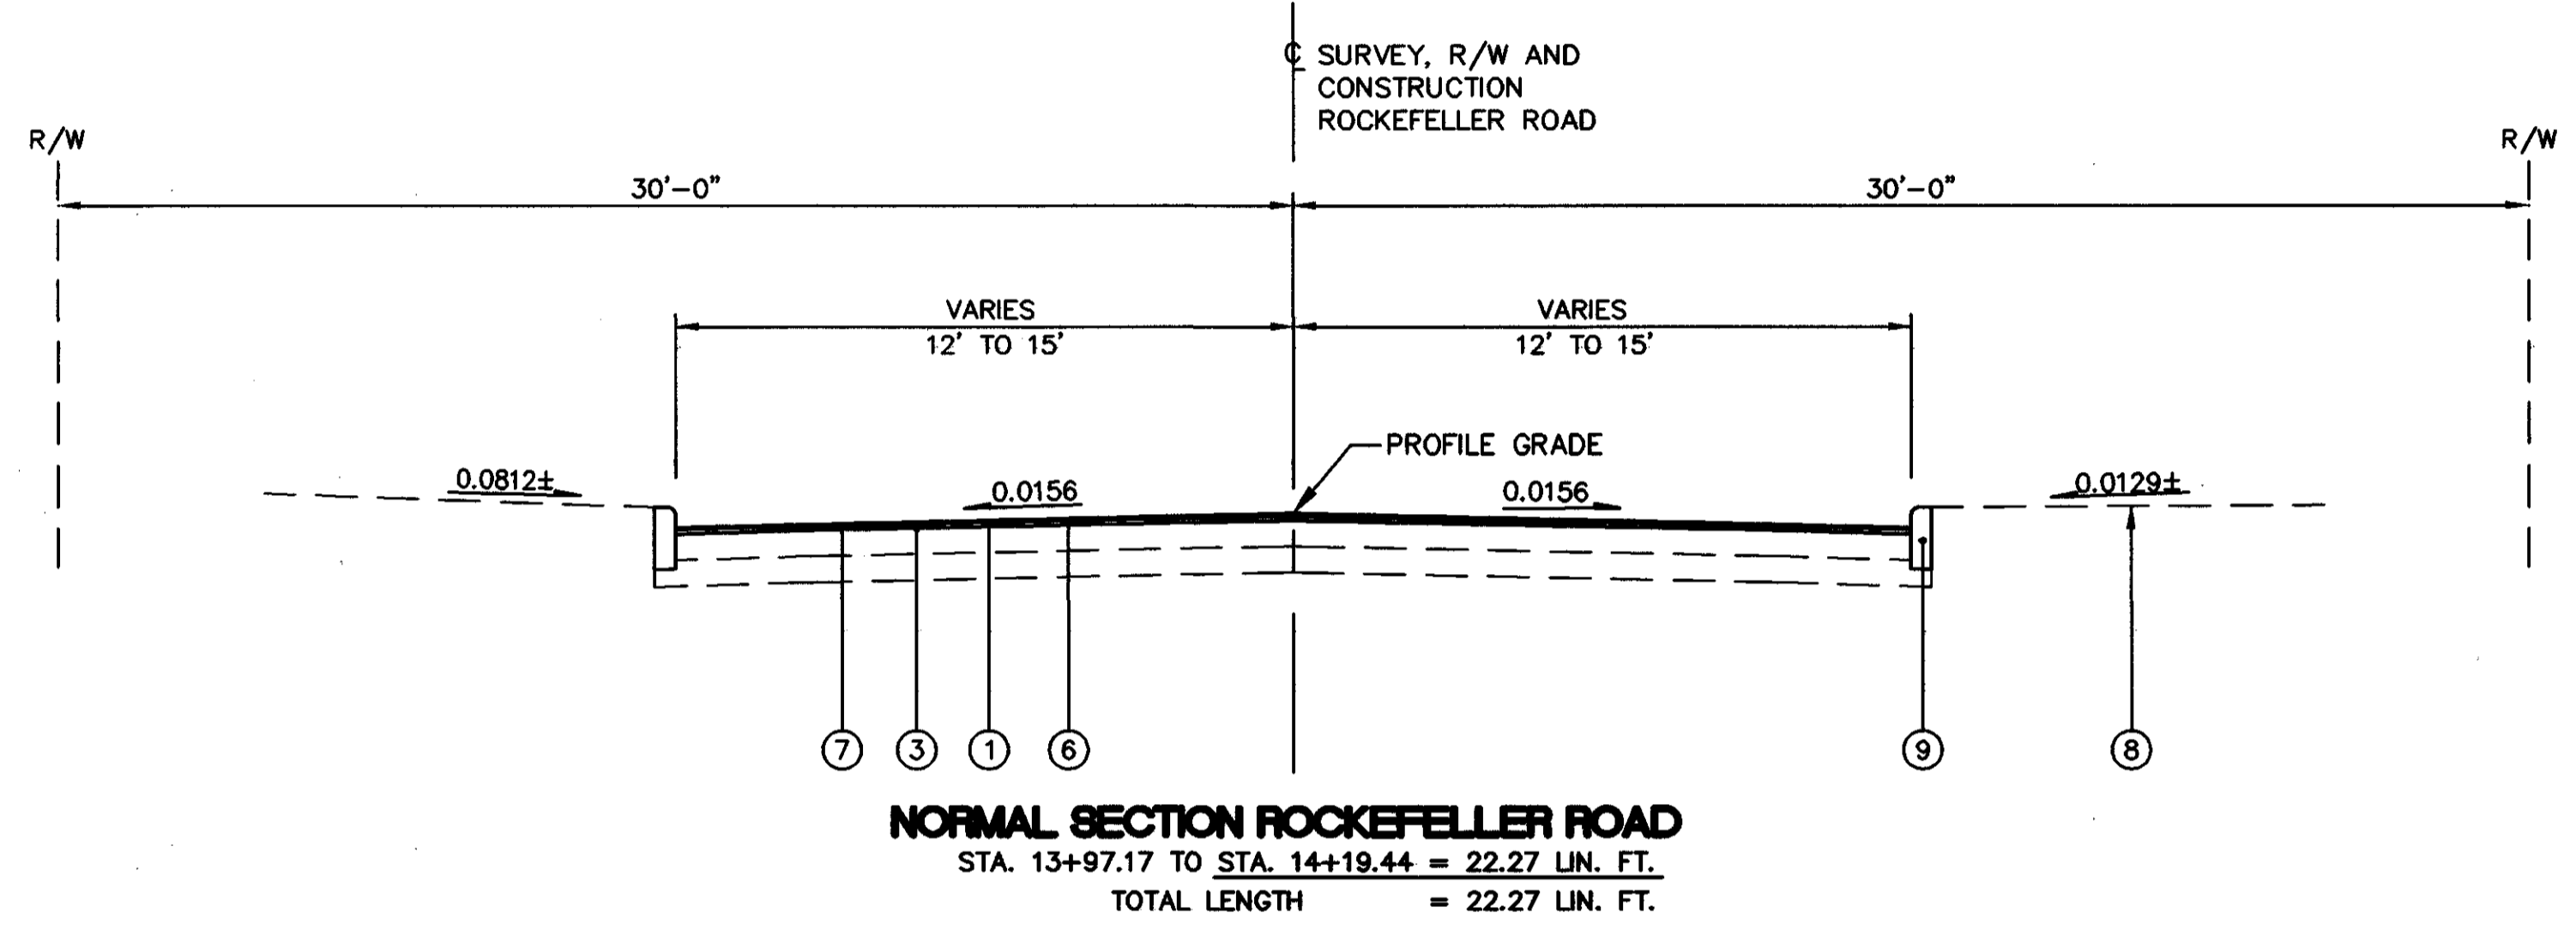 ℄ SURVEY, R/W AND
CONSTRUCTION
ROCKEFELLER ROAD
R/W
R/W
30'-0"
30'-0"
VARIES
12' TO 15'
VARIES
12' TO 15'
PROFILE GRADE
0.0812±
0.0156
0.0156
0.0129±
7
3
1
6
9
8
NORMAL SECTION ROCKEFELLER ROAD
STA. 13+97.17 TO STA. 14+19.44 = 22.27 LIN. FT.
TOTAL LENGTH = 22.27 LIN. FT.